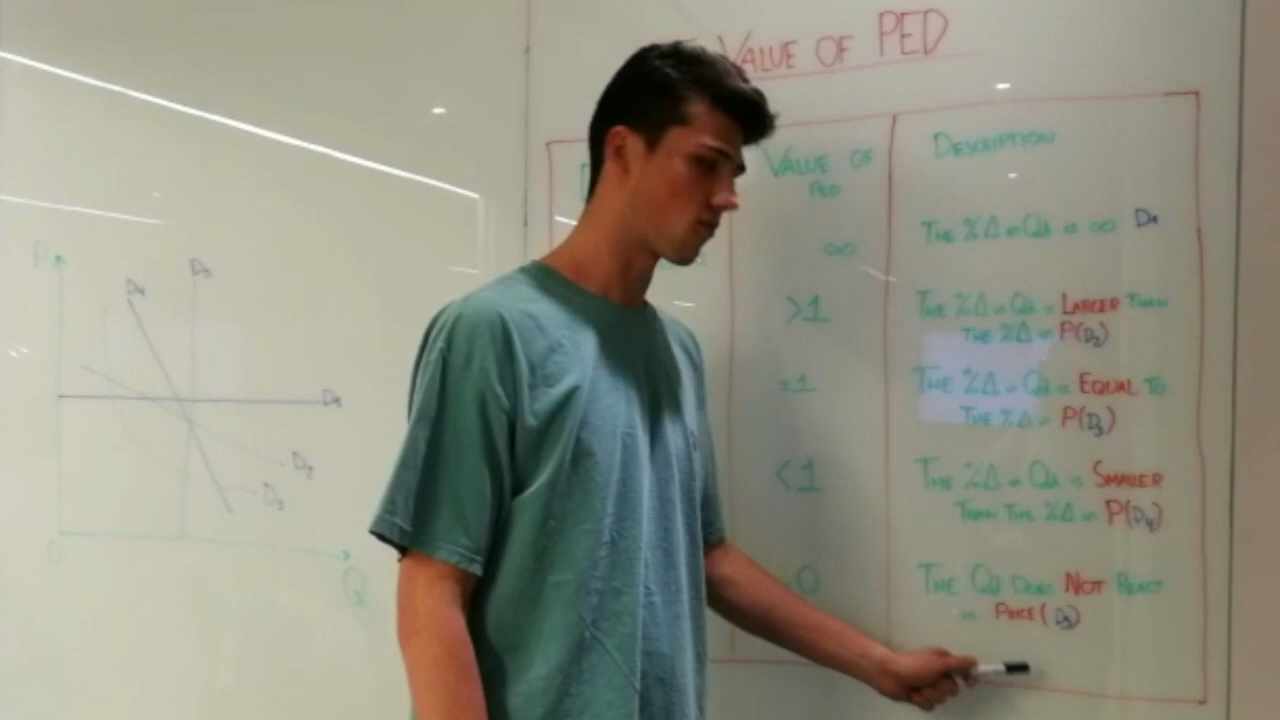 VALUE OF PED
VALUE OF
PED
DESCRIPTION
∞
THE %Δ in Qd is ∞ D1
>1
THE %Δ in Qd is LARGER THAN
THE %Δ in P(D2)
=1
THE %Δ in Qd is EQUAL TO
THE %Δ in P(D3)
<1
THE %Δ in Qd is SMALLER
THAN THE %Δ in P(D4)
0
THE Qd DOES NOT REACT
in PRICE (D5)
P
D4
D5
D1
D2
D3
0
Q